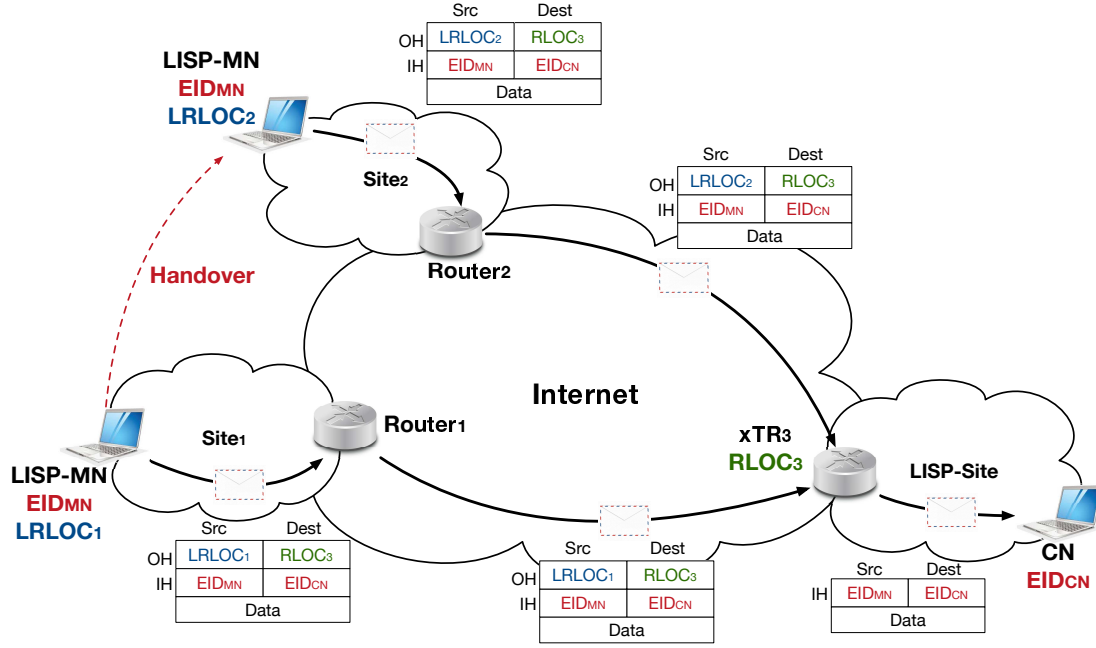 Src Dest
OH LRLOC2 RLOC3
IH EIDMN EIDCN
Data
LISP-MN
EIDMN
LRLOC2
Site2
Router2
Src Dest
OH LRLOC2 RLOC3
IH EIDMN EIDCN
Data
Handover
Internet
Site1
Router1
LISP-MN
EIDMN
LRLOC1
xTR3
RLOC3
LISP-Site
CN
EIDCN
Src Dest
OH LRLOC1 RLOC3
IH EIDMN EIDCN
Data
Src Dest
OH LRLOC1 RLOC3
IH EIDMN EIDCN
Data
Src Dest
IH EIDMN EIDCN
Data